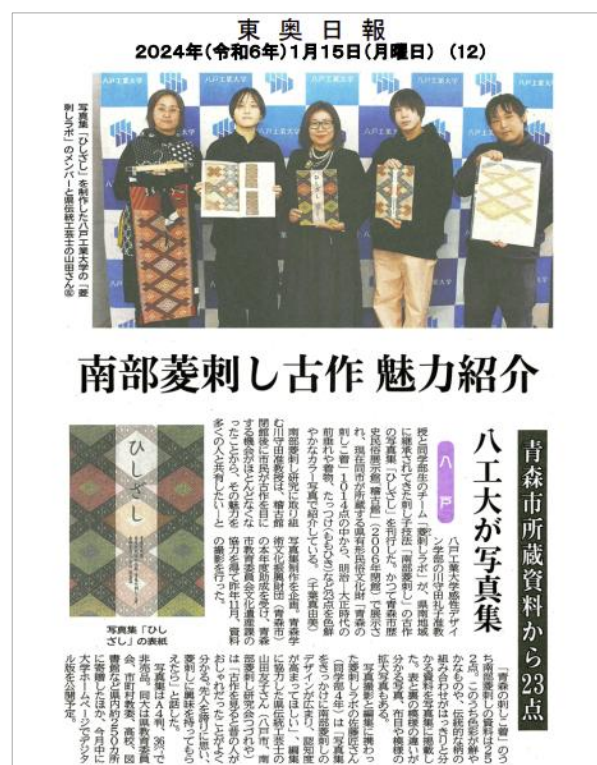 東奥日報
2024年(令和6年)1月15日(月曜日) (12)
八戸工業大学
写真集「ひしざし」を制作した八戸工業大学の「菱
刺しラボ」のメンバーと県伝統工芸士の山田さん
南部菱刺し古作 魅力紹介
青森市所蔵資料から23点
八工大が写真集
八戸
八戸工業大学感性デザイ
ン学部の川守田礼子准教
授と同学部生のチーム「菱刺しラボ」が、県南地域
に継承されてきた刺し子技法「南部菱刺し」の古作
の写真集「ひしざし」を刊行した。かつて青森市歴
史民俗展示館「稽古館」(2006年閉館)で展示さ
れ、現在同市が所蔵する県有形民俗文化財「青森の
刺しこ着」1014点の中から、明治―大正時代の
前垂れや着物、たっつけ(ももひき)など23点を色鮮
やかなカラー写真で紹介している。(千葉真由美)
南部菱刺し研究に取り組
む川守田准教授は、稽古館
閉館後に市民が古作を目に
する機会がほとんどなくな
ったことから、その魅力を
多くの人と共有したい―と
写真集制作を企画。青森学
術文化振興財団(青森市)
の本年度助成を受け、青森
市教育委員会文化遺産課の
協力を得て昨年11月、資料
の撮影を行った。
「青森の刺しこ着」のう
ち南部菱刺しの資料は25
2点。このうち色彩が鮮や
かなものや、伝統的な柄の
組み合わせがはっきりと分
かる資料を写真集に掲載し
た。表と裏の模様の違いが
分かる写真、布目や模様の
拡大写真もある。
写真撮影と編集に携わっ
た菱刺しラボの佐藤匠さん
(同学部4年)は「写真集
をきっかけに南部菱刺しの
デザインが広まり、認知度
が高まってほしい」、編集
に協力した県伝統工芸士の
山田友子さん(八戸市、南
部菱刺し研究会つづれや)
は「古作を見ると昔の人が
おしゃれだったことがよく
分かる。先人を誇りに思い、
菱刺しに興味を持ってもら
えたら」と話した。
写真集はA4判、36㌻で
非売品。同大は県教育委員
会、市町村教委、高校、図
書館など県内約250カ所
に寄贈したほか、今月中に
大学ホームページでデジタ
ル版を公開予定。
ひしざし
写真集「ひし
ざし」の表紙